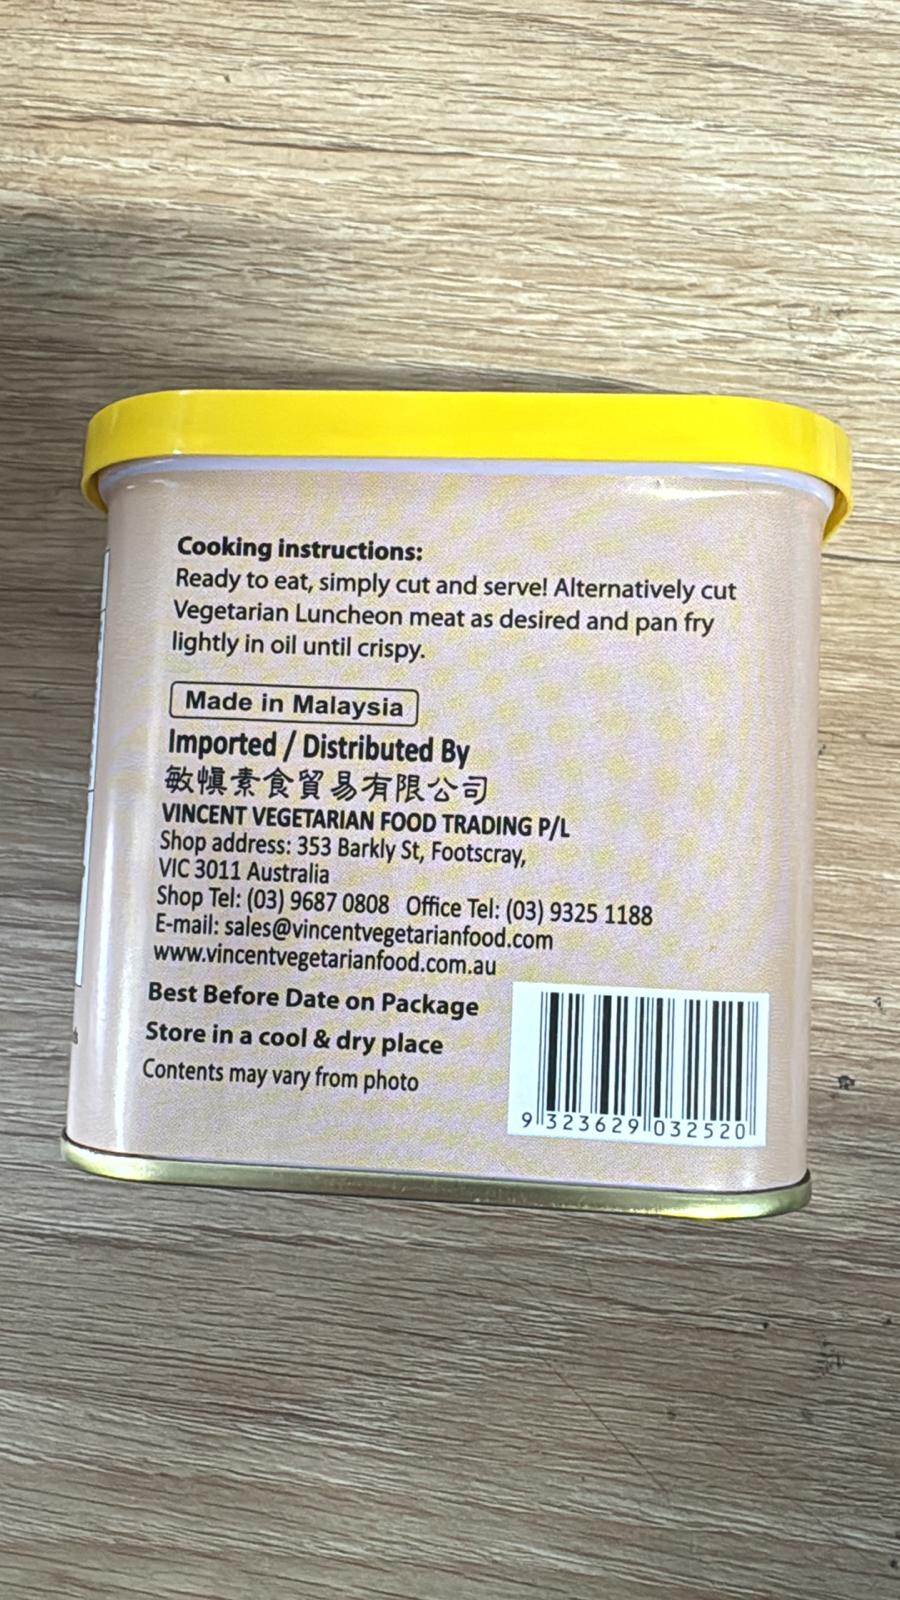 Cooking instructions:
Ready to eat, simply cut and serve! Alternatively cut
Vegetarian Luncheon meat as desired and pan fry
lightly in oil until crispy.
Made in Malaysia
Imported / Distributed By
敏愼素食貿易有限公司
VINCENT VEGETARIAN FOOD TRADING P/L
Shop address: 353 Barkly St, Footscray,
VIC 3011 Australia
Shop Tel: (03) 9687 0808 Office Tel: (03) 9325 1188
E-mail: sales@vincentvegetarianfood.com
www.vincentvegetarianfood.com.au
Best Before Date on Package
Store in a cool & dry place
Contents may vary from photo
9 323629 032520